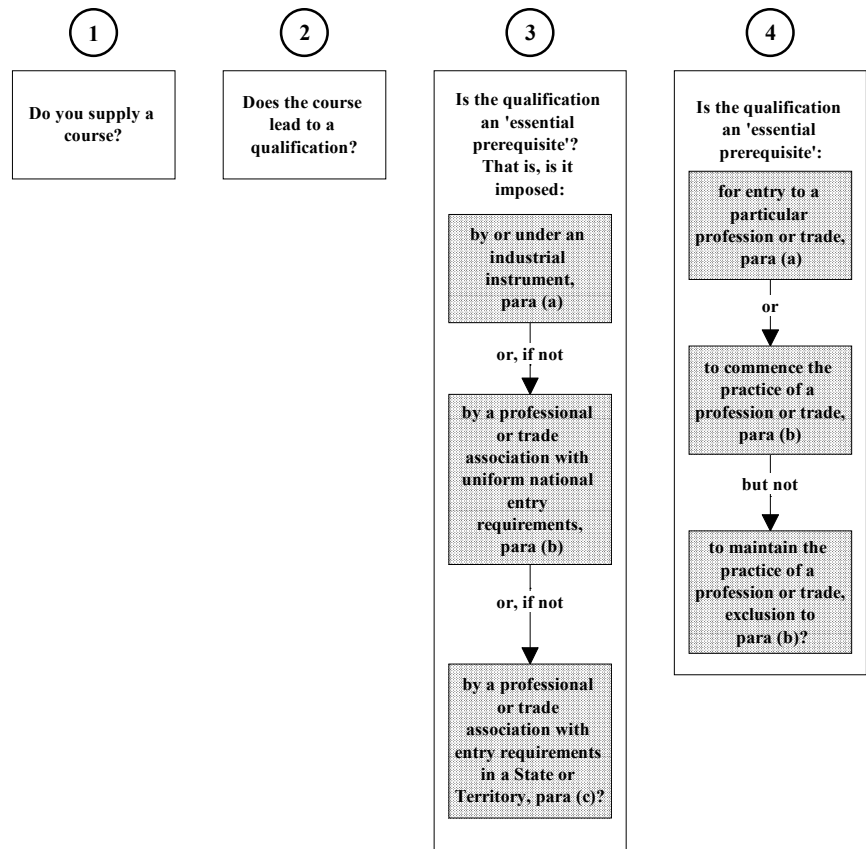 1
Do you supply a
course?
2
Does the course
lead to a
qualification?
3
Is the qualification
an 'essential
prerequisite'?
That is, is it
imposed:
by or under an
industrial
instrument,
para (a)
or, if not
by a professional
or trade
association with
uniform national
entry
requirements,
para (b)
or, if not
by a professional
or trade
association with
entry requirements
in a State or
Territory, para (c)?
4
Is the qualification
an 'essential
prerequisite':
for entry to a
particular
profession or trade,
para (a)
or
to commence the
practice of a
profession or trade,
para (b)
but not
to maintain the
practice of a
profession or trade,
exclusion to
para (b)?